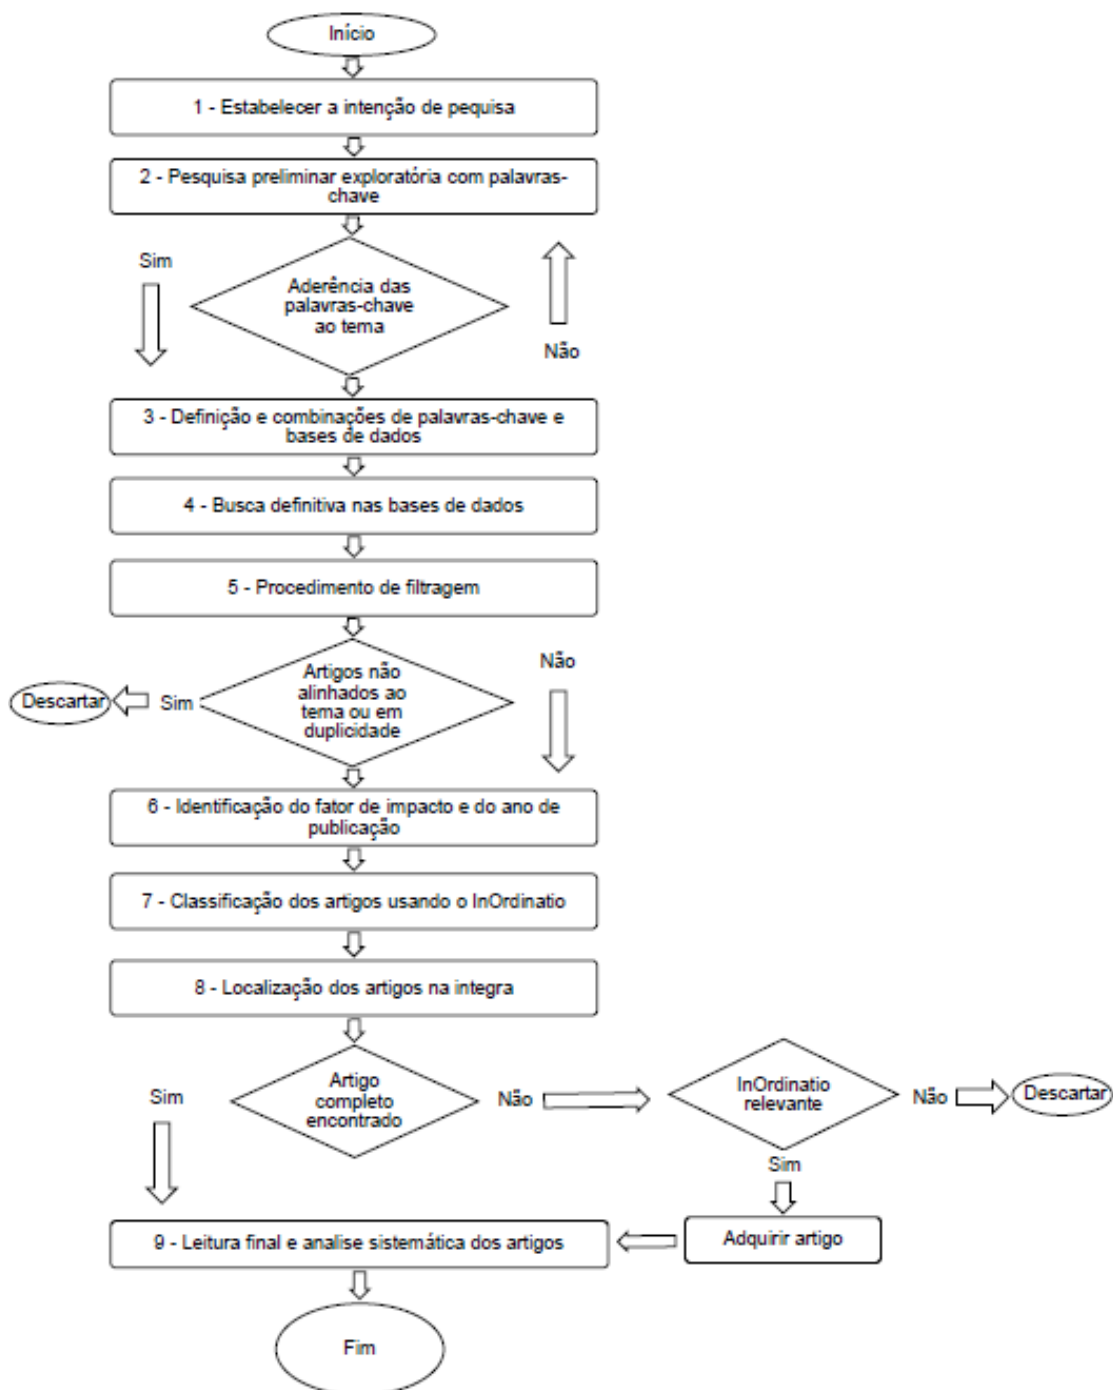 Início
1 - Estabelecer a intenção de pequisa
2 - Pesquisa preliminar exploratória com palavras-
chave
Sim
Aderência das
palavras-chave
ao tema
Não
3 - Definição e combinações de palavras-chave e
bases de dados
4 - Busca definitiva nas bases de dados
5 - Procedimento de filtragem
Artigos não
alinhados ao
tema ou em
duplicidade
Não
Descartar
Sim
6 - Identificação do fator de impacto e do ano de
publicação
7 - Classificação dos artigos usando o InOrdinatio
8 - Localização dos artigos na integra
Sim
Artigo
completo
encontrado
Não
InOrdinatio
relevante
Não
Descartar
Sim
9 - Leitura final e analise sistemática dos artigos
Adquirir artigo
Fim